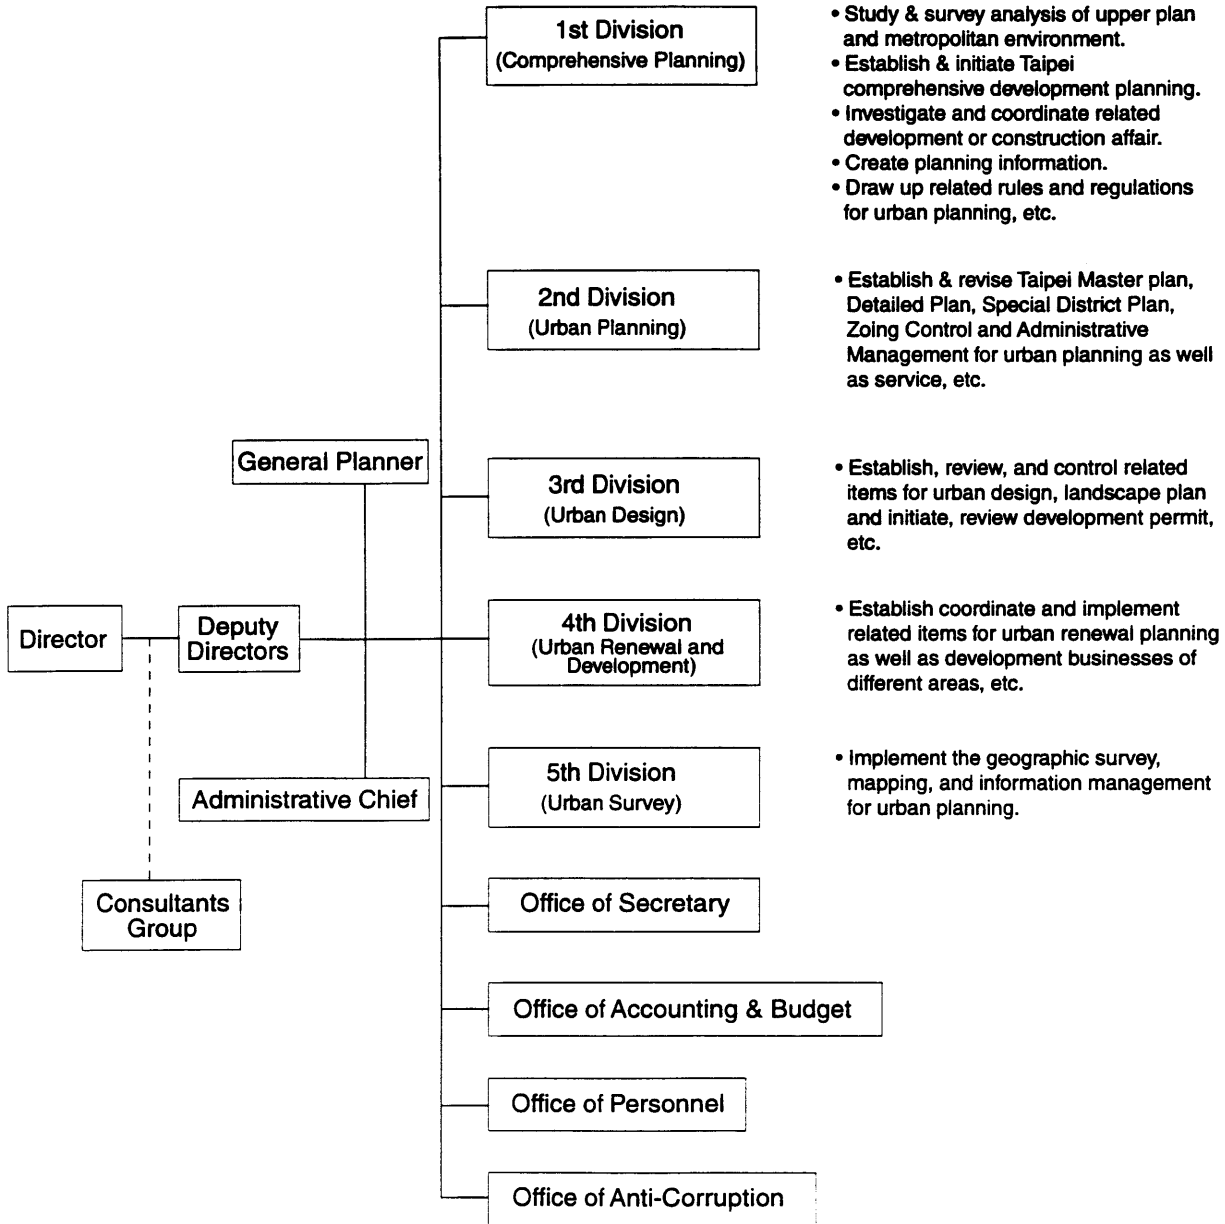 1st Division
(Comprehensive Planning)
• Study & survey analysis of upper plan
and metropolitan environment.
• Establish & initiate Taipei
comprehensive development planning.
• Investigate and coordinate related
development or construction affair.
• Create planning information.
• Draw up related rules and regulations
for urban planning, etc.
2nd Division
(Urban Planning)
• Establish & revise Taipei Master plan,
Detailed Plan, Special District Plan,
Zoing Control and Administrative
Management for urban planning as well
as service, etc.
General Planner
3rd Division
(Urban Design)
• Establish, review, and control related
items for urban design, landscape plan
and initiate, review development permit,
etc.
Director
Deputy
Directors
4th Division
(Urban Renewal and
Development)
• Establish coordinate and implement
related items for urban renewal planning
as well as development businesses of
different areas, etc.
Administrative Chief
5th Division
(Urban Survey)
• Implement the geographic survey,
mapping, and information management
for urban planning.
Consultants
Group
Office of Secretary
Office of Accounting & Budget
Office of Personnel
Office of Anti-Corruption